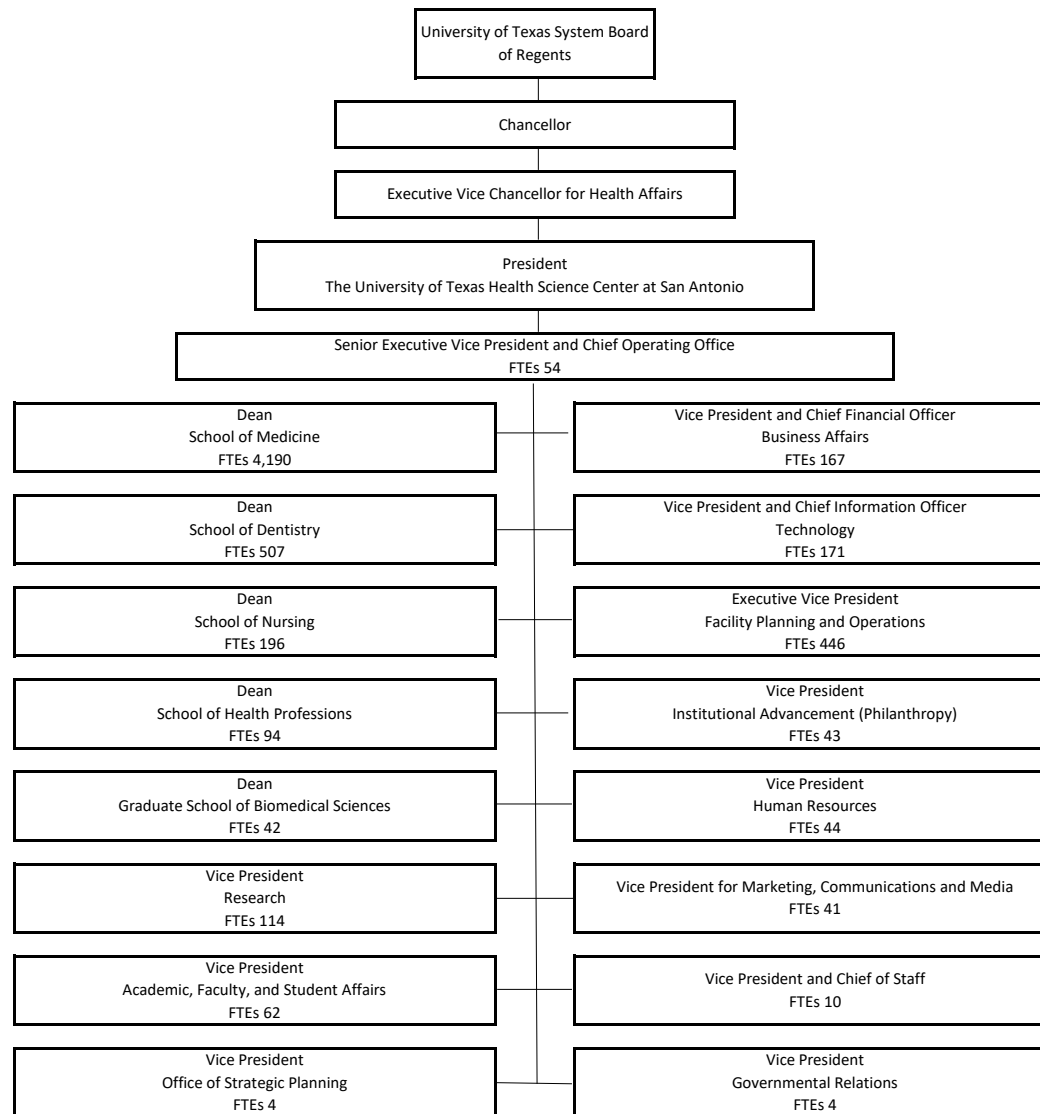 University of Texas System Board
of Regents
Chancellor
Executive Vice Chancellor for Health Affairs
President
The University of Texas Health Science Center at San Antonio
Senior Executive Vice President and Chief Operating Office
FTEs 54
Dean
School of Medicine
FTEs 4,190
Vice President and Chief Financial Officer
Business Affairs
FTEs 167
Dean
School of Dentistry
FTEs 507
Vice President and Chief Information Officer
Technology
FTEs 171
Dean
School of Nursing
FTEs 196
Executive Vice President
Facility Planning and Operations
FTEs 446
Dean
School of Health Professions
FTEs 94
Vice President
Institutional Advancement (Philanthropy)
FTEs 43
Dean
Graduate School of Biomedical Sciences
FTEs 42
Vice President
Human Resources
FTEs 44
Vice President
Research
FTEs 114
Vice President for Marketing, Communications and Media
FTEs 41
Vice President
Academic, Faculty, and Student Affairs
FTEs 62
Vice President and Chief of Staff
FTEs 10
Vice President
Office of Strategic Planning
FTEs 4
Vice President
Governmental Relations
FTEs 4